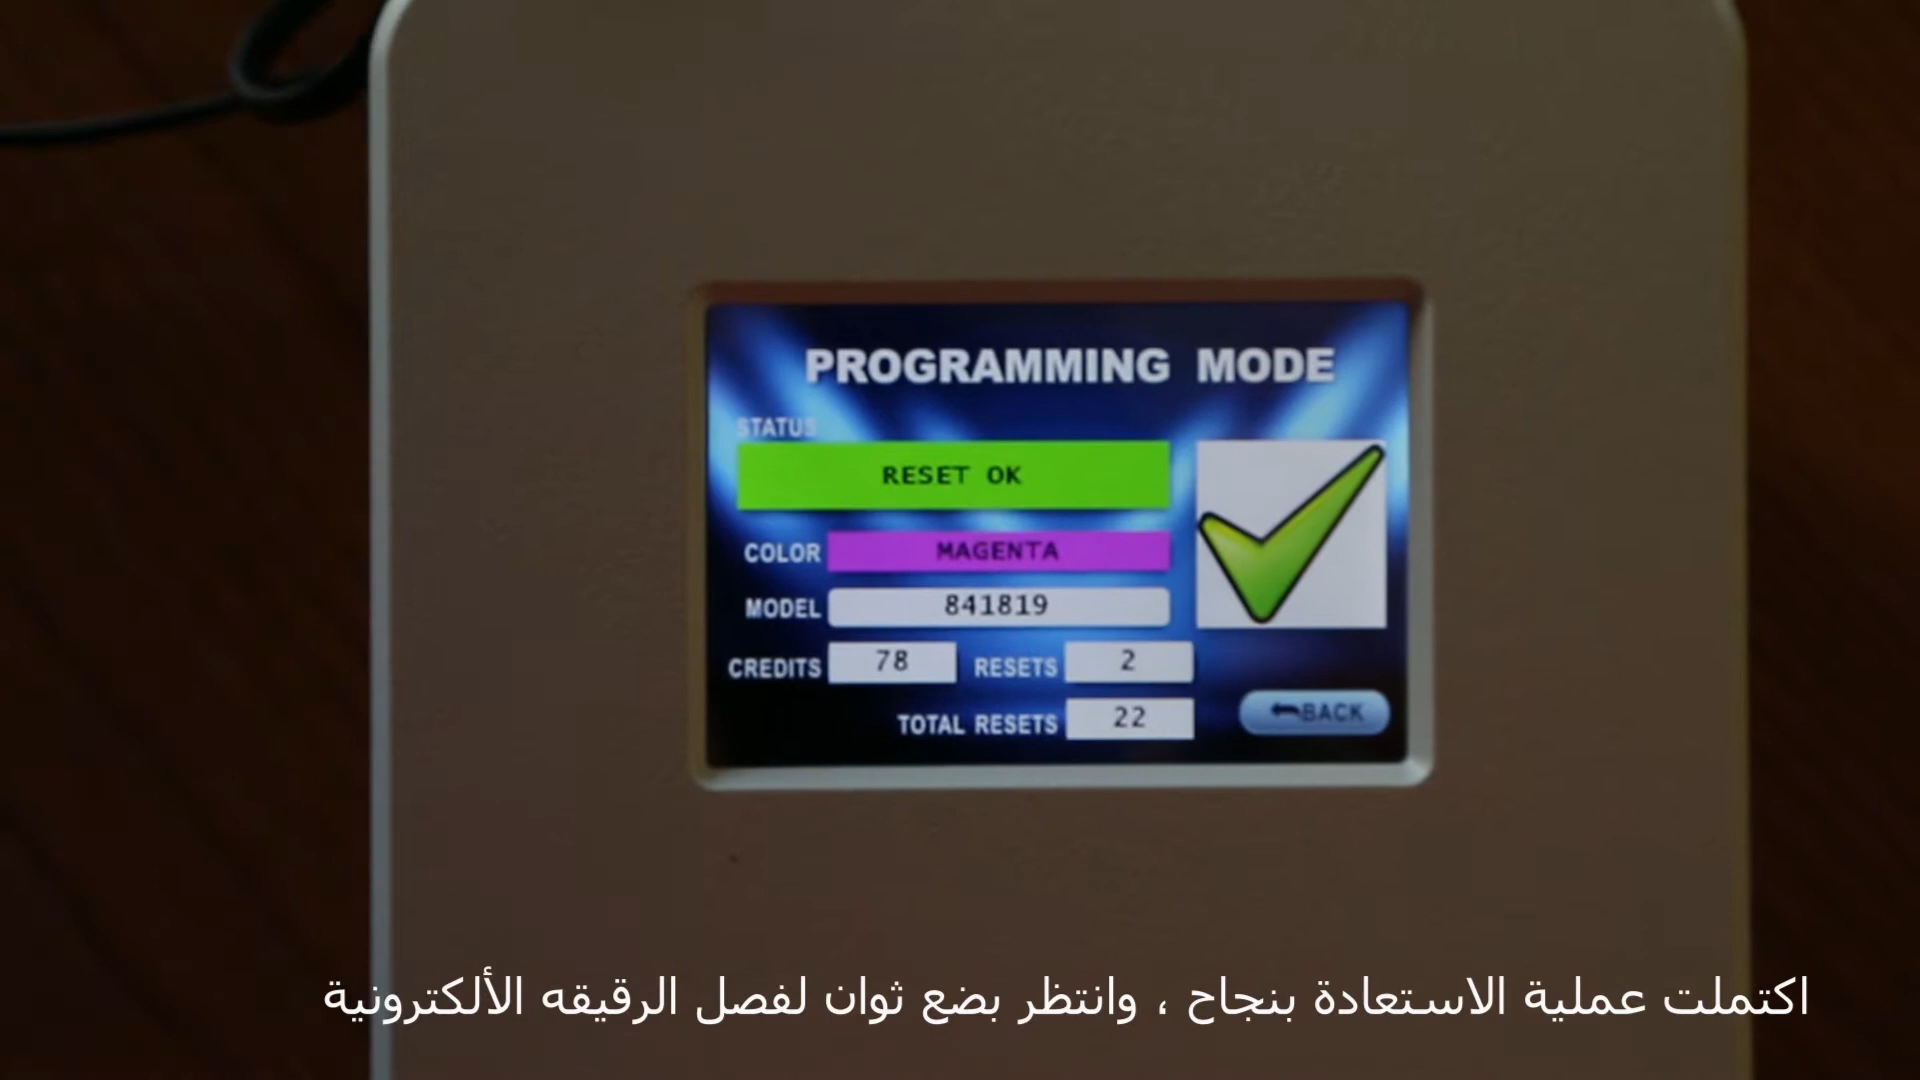 PROGRAMMING MODE
STATUS
RESET OK
COLOR MAGENTA
MODEL 841819
CREDITS 78 RESETS 2
TOTAL RESETS 22
BACK
اكتملت عملية الاستعادة بنجاح ، وانتظر بضع ثوان لفصل الرقيقه الألكترونية